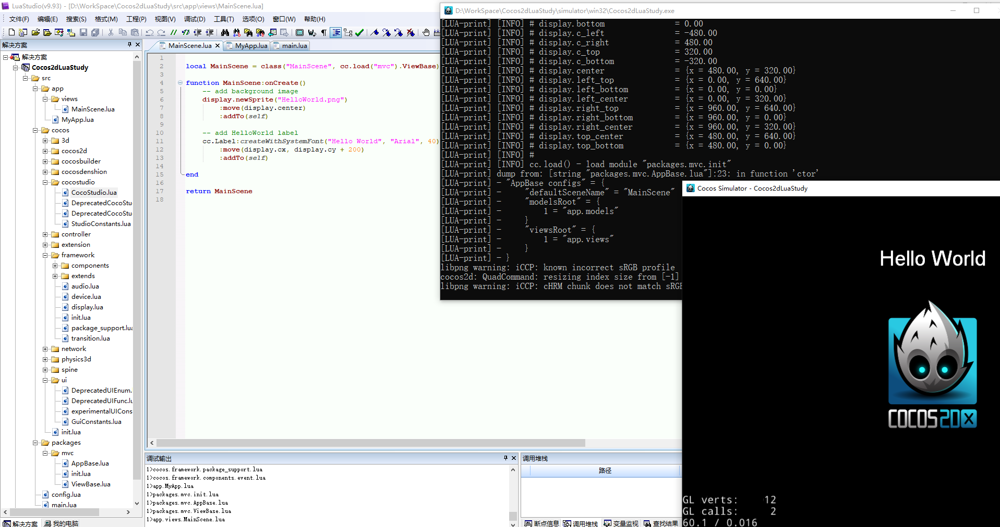 LuaStudio(v9.93) - [D:\WorkSpace\Cocos2dLuaStudy\src\app\views\MainScene.lua]
文件(F) 编辑(E) 搜索(S) 格式(M) 工程(P) 视图(V) 调试(D) 工具(T) 选项(O) 窗口(W) 帮助(H)
解决方案
解决方案
Cocos2dLuaStudy
src
app
views
MainScene.lua
MyApp.lua
cocos
3d
cocos2d
cocosbuilder
cocosdenshion
cocostudio
CocoStudio.lua
DeprecatedCocoStu
DeprecatedCocoStu
StudioConstants.lua
controller
extension
framework
components
extends
audio.lua
device.lua
display.lua
init.lua
package_support.lua
transition.lua
network
physics3d
spine
ui
DeprecatedUIEnum.
DeprecatedUIFunc.lu
experimentalUICons
GuiConstants.lua
init.lua
packages
mvc
AppBase.lua
init.lua
ViewBase.lua
config.lua
main.lua
解决方案 我的电脑
MainScene.lua MyApp.lua main.lua
1
2 local MainScene = class("MainScene", cc.load("mvc").ViewBase)
3
4 function MainScene:onCreate()
5 -- add background image
6 display.newSprite("HelloWorld.png")
7 :move(display.center)
8 :addTo(self)
9
10 -- add HelloWorld label
11 cc.Label:createWithSystemFont("Hello World", "Arial", 40)
12 :move(display.cx, display.cy + 200)
13 :addTo(self)
14
15 end
16
17 return MainScene
18
调试输出
1>cocos.framework.package_support.lua
1>cocos.framework.components.event.lua
1>app.MyApp.lua
1>packages.mvc.init.lua
1>packages.mvc.AppBase.lua
1>packages.mvc.ViewBase.lua
1>app.views.MainScene.lua
调用堆栈
路径
断点信息 调用堆栈 变量监视 查找结果
D:\WorkSpace\Cocos2dLuaStudy\simulator\win32\Cocos2dLuaStudy.exe
[LUA-print] [INFO] # display.bottom = 0.00
[LUA-print] [INFO] # display.c_left = -480.00
[LUA-print] [INFO] # display.c_right = 480.00
[LUA-print] [INFO] # display.c_top = 320.00
[LUA-print] [INFO] # display.c_bottom = -320.00
[LUA-print] [INFO] # display.center = {x = 480.00, y = 320.00}
[LUA-print] [INFO] # display.left_top = {x = 0.00, y = 640.00}
[LUA-print] [INFO] # display.left_bottom = {x = 0.00, y = 0.00}
[LUA-print] [INFO] # display.left_center = {x = 0.00, y = 320.00}
[LUA-print] [INFO] # display.right_top = {x = 960.00, y = 640.00}
[LUA-print] [INFO] # display.right_bottom = {x = 960.00, y = 0.00}
[LUA-print] [INFO] # display.right_center = {x = 960.00, y = 320.00}
[LUA-print] [INFO] # display.top_center = {x = 480.00, y = 640.00}
[LUA-print] [INFO] # display.top_bottom = {x = 480.00, y = 0.00}
[LUA-print] [INFO] #
[LUA-print] [INFO] cc.load() - load module "packages.mvc.init"
[LUA-print] dump from: [string "packages.mvc.AppBase.lua"]:23: in function 'ctor'
[LUA-print] - "AppBase configs" = {
[LUA-print] - "defaultSceneName" = "MainScene"
[LUA-print] - "modelsRoot" = {
[LUA-print] - 1 = "app.models"
[LUA-print] - }
[LUA-print] - "viewsRoot" = {
[LUA-print] - 1 = "app.views"
[LUA-print] - }
[LUA-print] - }
libpng warning: iCCP: known incorrect sRGB profile
cocos2d: QuadCommand: resizing index size from [-1]
libpng warning: iCCP: cHRM chunk does not match sRGB
Cocos Simulator - Cocos2dLuaStudy
Hello World
COCOS2DX
GL verts: 12
GL calls: 2
60.1 / 0.016